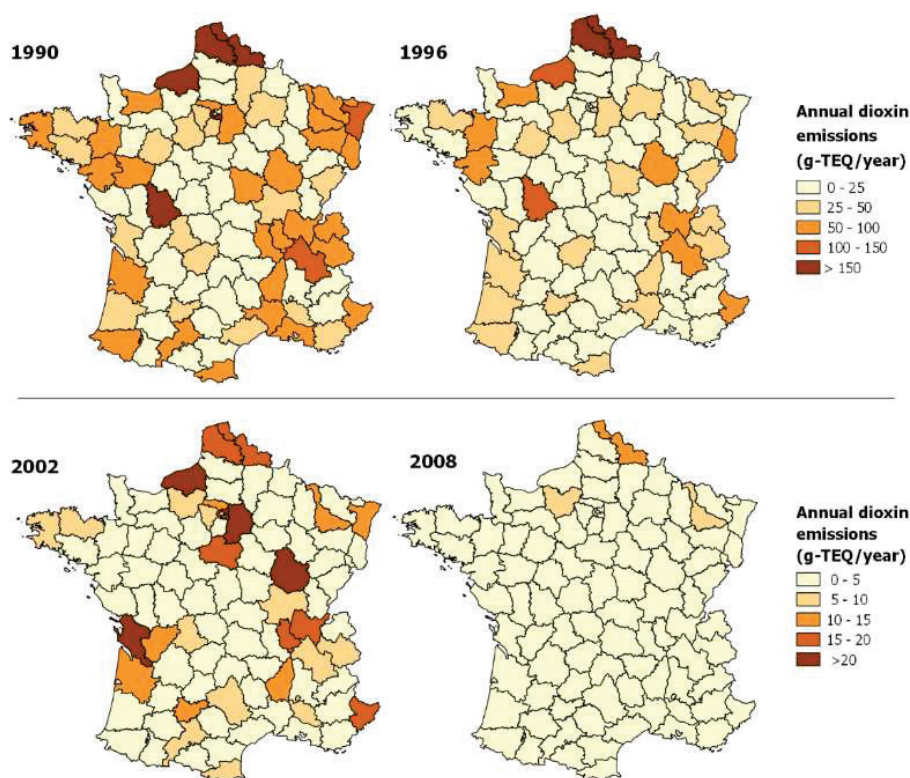 1990
1996
Annual dioxin
emissions
(g-TEQ/year)
0 - 25
25 - 50
50 - 100
100 - 150
> 150
2002
2008
Annual dioxin
emissions
(g-TEQ/year)
0 - 5
5 - 10
10 - 15
15 - 20
>20